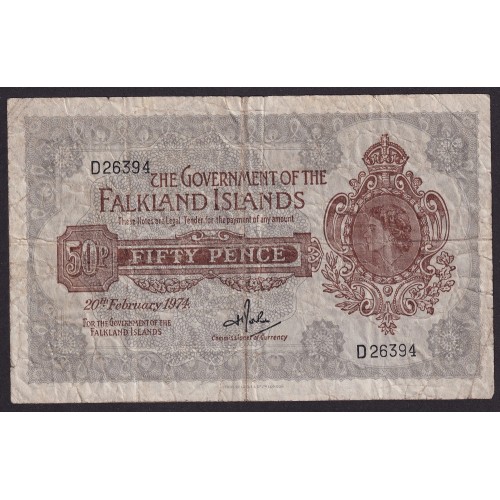 D26394
THE GOVERNMENT OF THE
FALKLAND ISLANDS
These Notes are Legal Tender for the payment of any amount
50P
FIFTY PENCE
20th February 1974.
FOR THE GOVERNMENT OF THE
FALKLAND ISLANDS
Commissioner of Currency
D26394